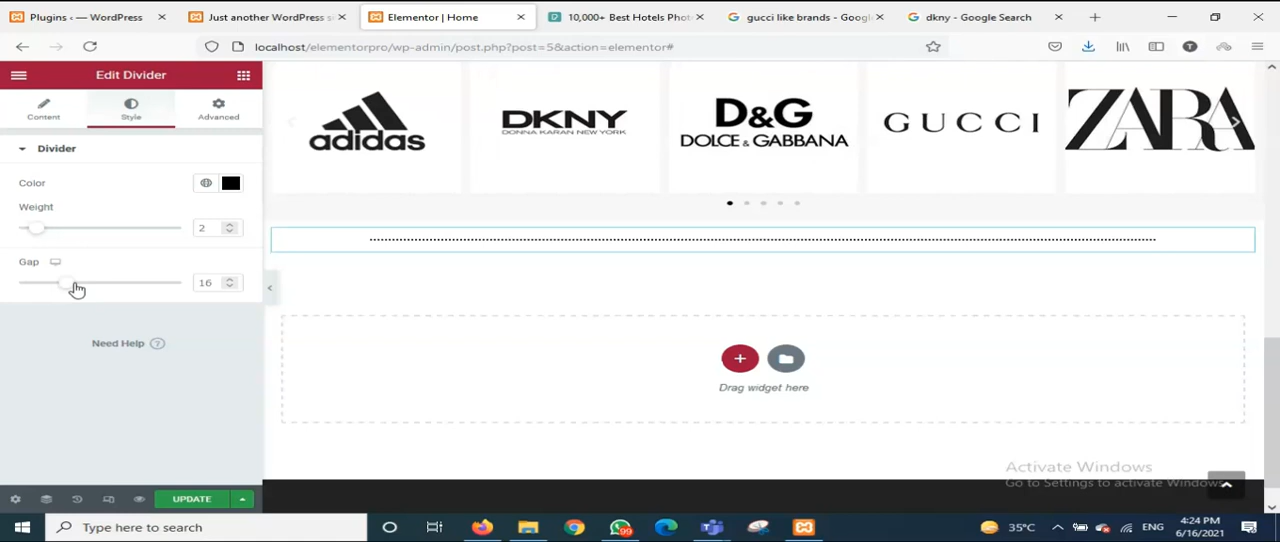 Plugins ‹ — WordPress
Just another WordPress s
Elementor | Home
10,000+ Best Hotels Phot
gucci like brands - Googl
dkny - Google Search
localhost/elementorpro/wp-admin/post.php?post=5&action=elementor#
T
Edit Divider
Content
Style
Advanced
Divider
Color
Weight
2
Gap
16
Need Help
?
UPDATE
adidas
DKNY
DONNA KARAN NEW YORK
D&G
DOLCE & GABBANA
GUCCI
ZARA
Drag widget here
Activate Windows
Go to Settings to activate Windows.
Type here to search
99
35°C
ENG
4:24 PM
6/16/2021